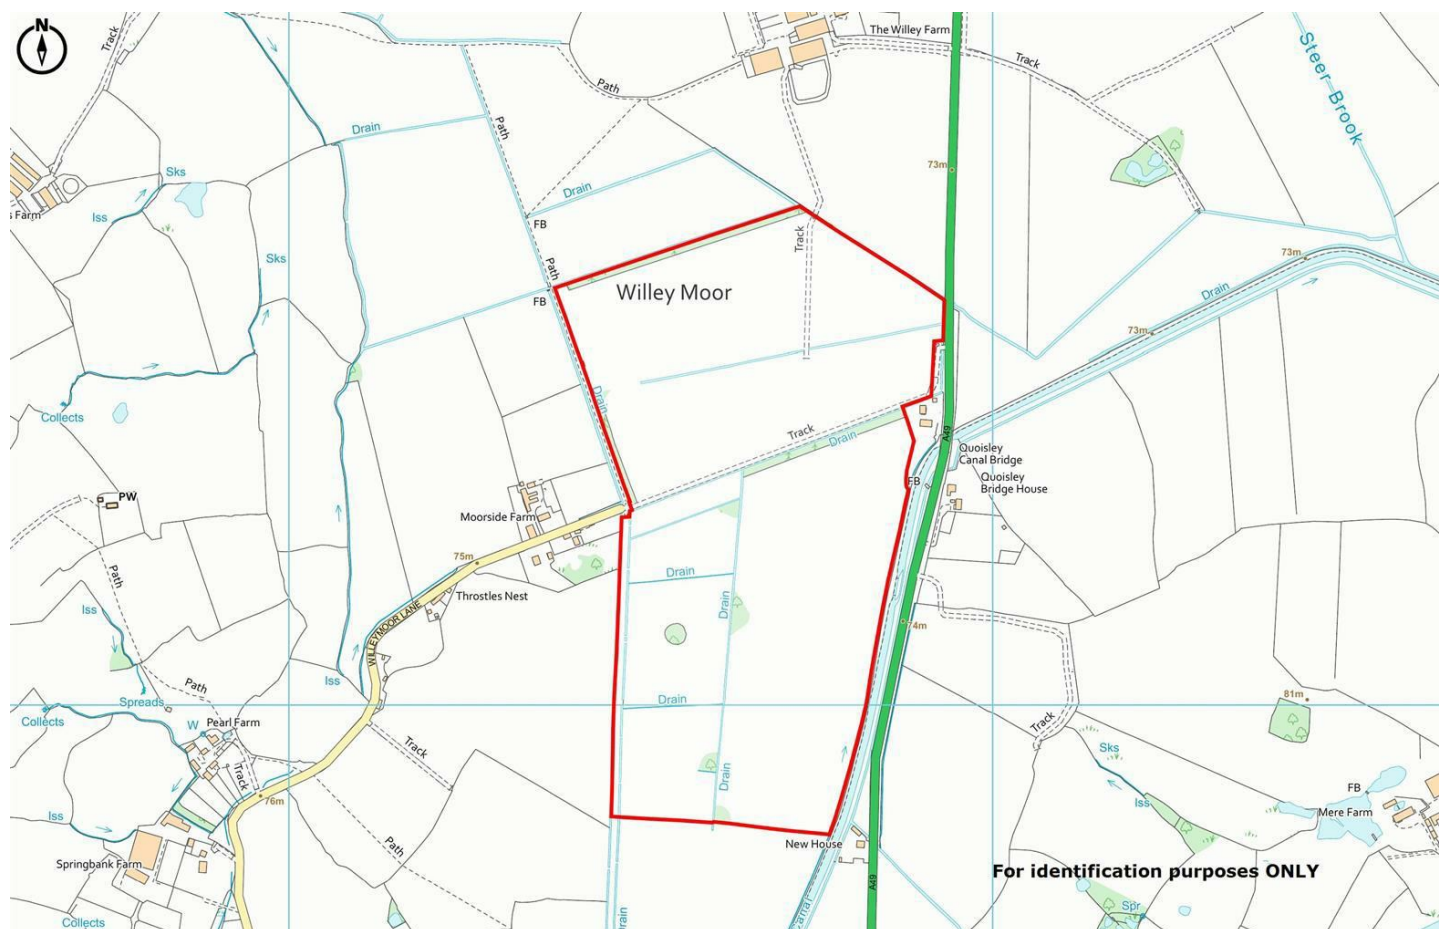 N
Track
The Willey Farm
Track
Path
Steer Brook
Drain
Path
73m
Sks
Drain
Iss
s Farm
FB
Track
Sks
Path
73m
Willey Moor
Drain
FB
73m
Drain
Collects
Track
Drain
A49
Quoisley
Canal Bridge
Quoisley
Bridge House
FB
PW
Moorside Farm
75m
Path
Drain
Throstles Nest
Drain
Iss
WILLEYMOOR LANE
74m
Iss
Path
Spreads
Drain
81m
Collects
W
Pearl Farm
Track
Track
Track
Sks
Drain
Iss
76m
FB
Iss
Mere Farm
Path
New House
Springbank Farm
For identification purposes ONLY
A49
Spr
Collects
Drain
anal